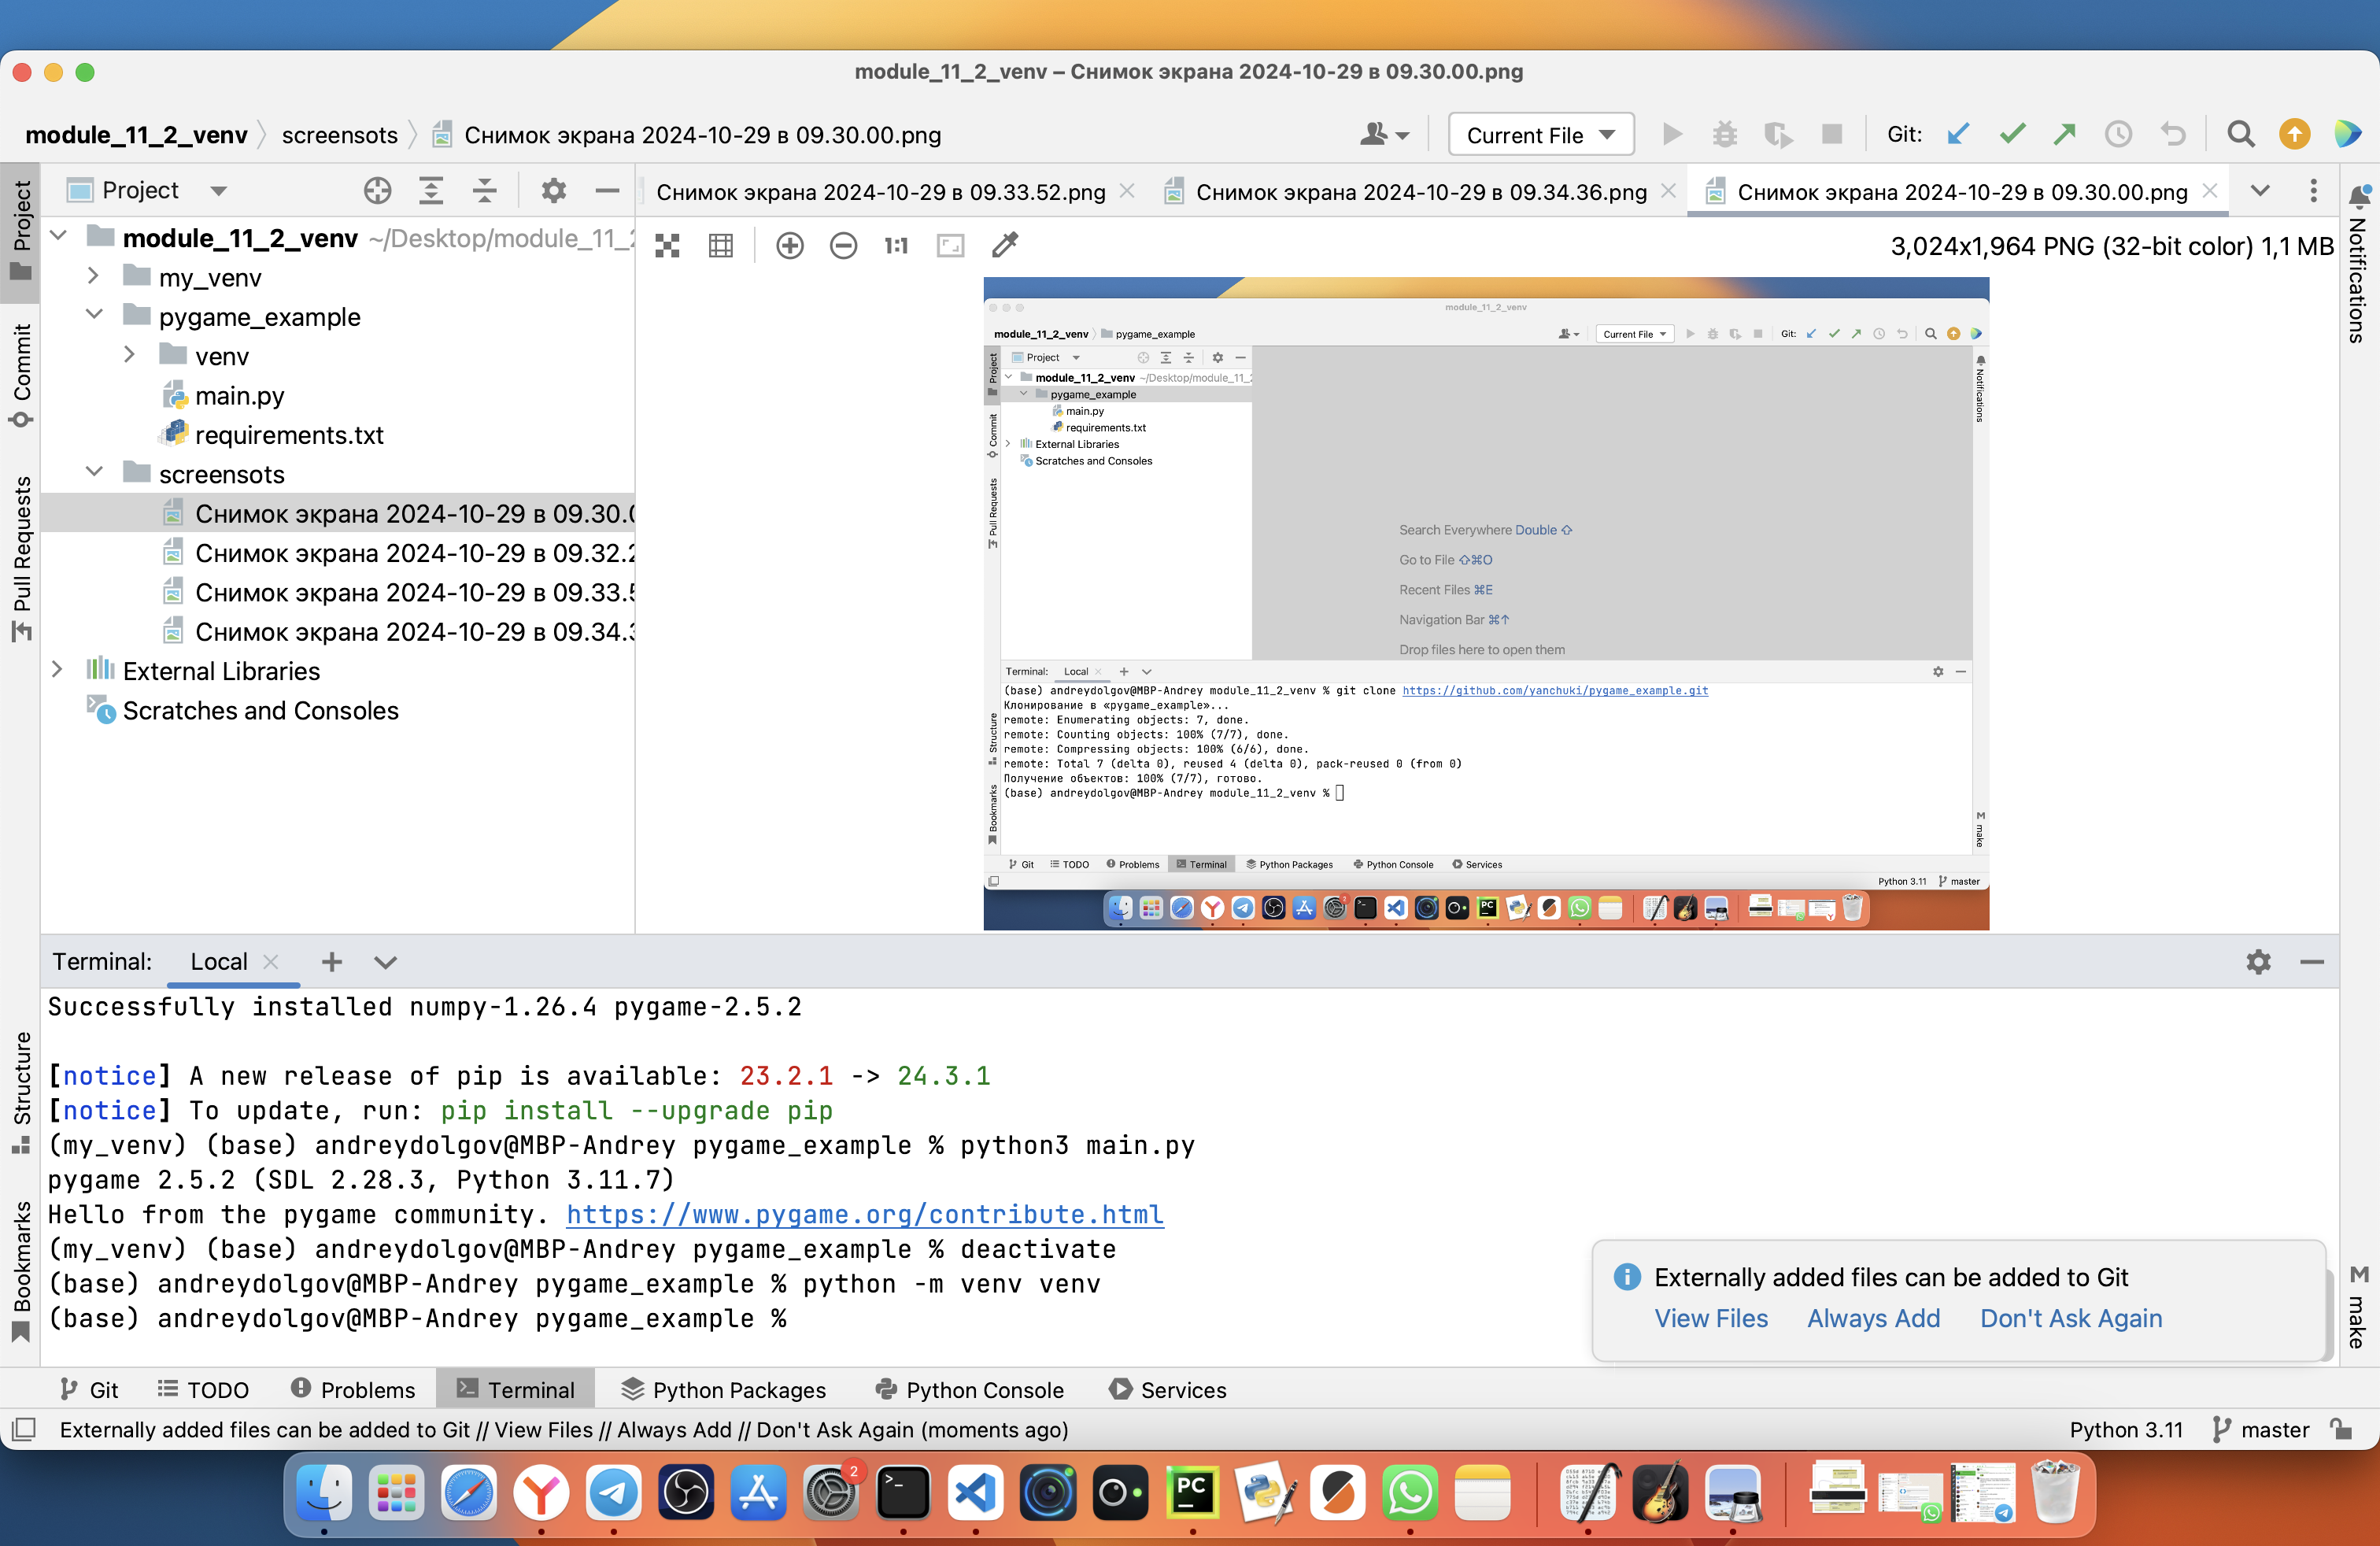 module_11_2_venv – Снимок экрана 2024-10-29 в 09.30.00.png
module_11_2_venv screensots Снимок экрана 2024-10-29 в 09.30.00.png
Current File Git:
Project
Снимок экрана 2024-10-29 в 09.33.52.png Снимок экрана 2024-10-29 в 09.34.36.png Снимок экрана 2024-10-29 в 09.30.00.png
1:1 3,024x1,964 PNG (32-bit color) 1,1 MB
Project
Commit
Pull Requests
Structure
Bookmarks
Notifications
make
module_11_2_venv ~/Desktop/module_11_2
my_venv
pygame_example
venv
main.py
requirements.txt
screensots
Снимок экрана 2024-10-29 в 09.30.0
Снимок экрана 2024-10-29 в 09.32.2
Снимок экрана 2024-10-29 в 09.33.5
Снимок экрана 2024-10-29 в 09.34.3
External Libraries
Scratches and Consoles
module_11_2_venv
module_11_2_venv pygame_example
Current File Git:
Project
Project
Commit
Pull Requests
Structure
Bookmarks
Notifications
make
module_11_2_venv ~/Desktop/module_11_2
pygame_example
main.py
requirements.txt
External Libraries
Scratches and Consoles
Search Everywhere Double ⇧
Go to File ⇧⌘O
Recent Files ⌘E
Navigation Bar ⌘↑
Drop files here to open them
Terminal: Local
(base) andreydolgov@MBP-Andrey module_11_2_venv % git clone https://github.com/yanchuki/pygame_example.git
Клонирование в «pygame_example»...
remote: Enumerating objects: 7, done.
remote: Counting objects: 100% (7/7), done.
remote: Compressing objects: 100% (6/6), done.
remote: Total 7 (delta 0), reused 4 (delta 0), pack-reused 0 (from 0)
Получение объектов: 100% (7/7), готово.
(base) andreydolgov@MBP-Andrey module_11_2_venv %
Git TODO Problems Terminal Python Packages Python Console Services
Python 3.11 master
Terminal: Local
Successfully installed numpy-1.26.4 pygame-2.5.2
[notice] A new release of pip is available: 23.2.1 -> 24.3.1
[notice] To update, run: pip install --upgrade pip
(my_venv) (base) andreydolgov@MBP-Andrey pygame_example % python3 main.py
pygame 2.5.2 (SDL 2.28.3, Python 3.11.7)
Hello from the pygame community. https://www.pygame.org/contribute.html
(my_venv) (base) andreydolgov@MBP-Andrey pygame_example % deactivate
(base) andreydolgov@MBP-Andrey pygame_example % python -m venv venv
(base) andreydolgov@MBP-Andrey pygame_example %
Externally added files can be added to Git
View Files Always Add Don't Ask Again
Git TODO Problems Terminal Python Packages Python Console Services
Externally added files can be added to Git // View Files // Always Add // Don't Ask Again (moments ago)
Python 3.11 master
2
PC